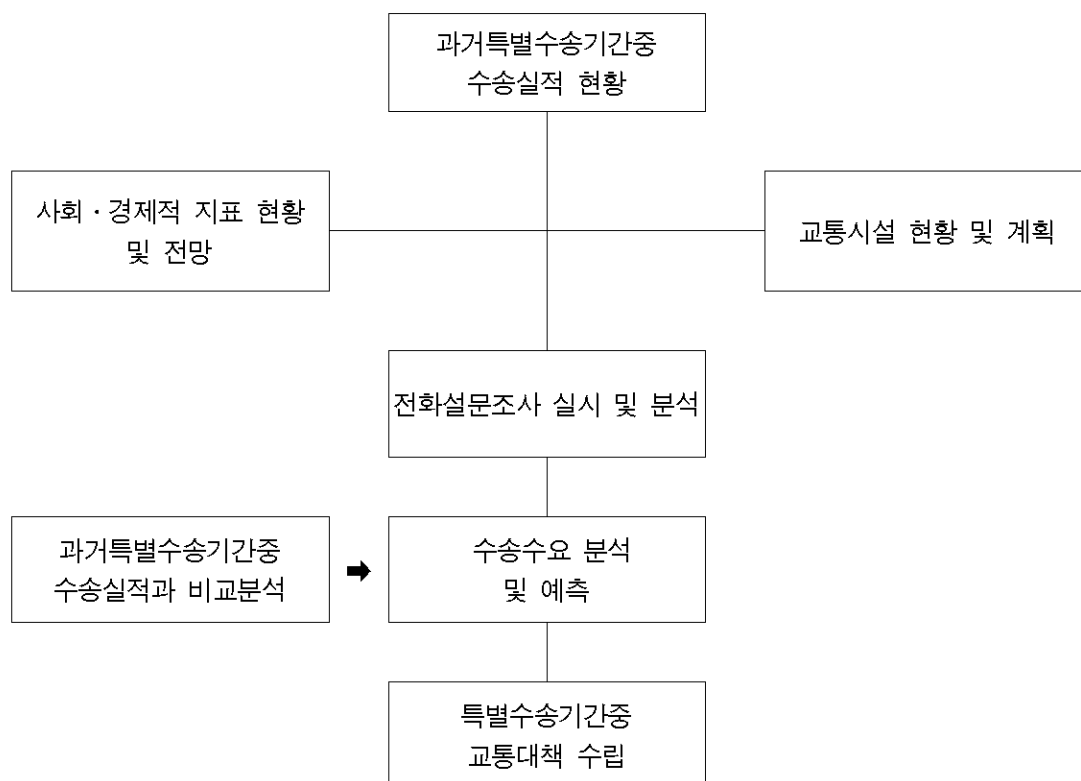 과거특별수송기간중
수송실적 현황
사회·경제적 지표 현황
및 전망
교통시설 현황 및 계획
전화설문조사 실시 및 분석
과거특별수송기간중
수송실적과 비교분석
수송수요 분석
및 예측
특별수송기간중
교통대책 수립